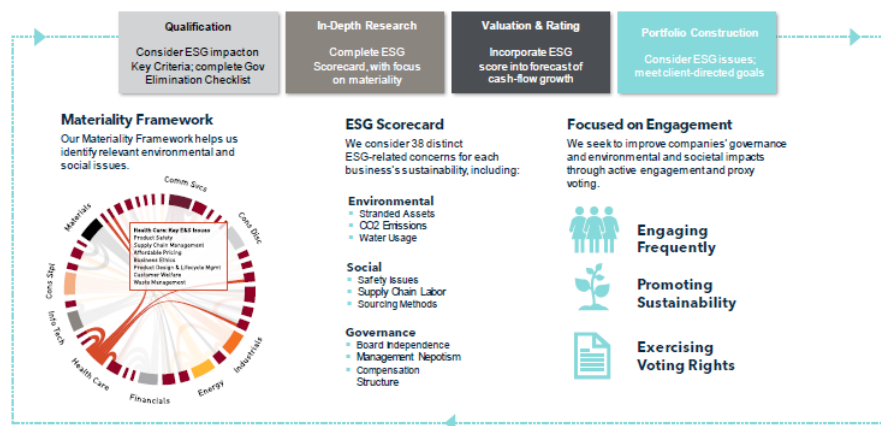 Qualification
Consider ESG impact on
Key Criteria; complete Gov
Elimination Checklist
In-Depth Research
Complete ESG
Scorecard, with focus
on materiality
Valuation & Rating
Incorporate ESG
score into forecast of
cash-flow growth
Portfolio Construction
Consider ESG issues;
meet client-directed goals
Materiality Framework
Our Materiality Framework helps us
identify relevant environmental and
social issues.
Comm Svcs
Cons Disc
Industrials
Energy
Financials
Health Care
Info Tech
Cons Stpl
Materials
Health Care: Key E&S Issues
Product Safety
Supply Chain Management
Affordable Pricing
Business Ethics
Product Design & Lifecycle Mgmt
Customer Welfare
Waste Management
ESG Scorecard
We consider 38 distinct
ESG-related concerns for each
business's sustainability, including:
Environmental
Stranded Assets
CO2 Emissions
Water Usage
Social
Safety Issues
Supply Chain Labor
Sourcing Methods
Governance
Board Independence
Management Nepotism
Compensation
Structure
Focused on Engagement
We seek to improve companies' governance
and environmental and societal impacts
through active engagement and proxy
voting.
Engaging
Frequently
Promoting
Sustainability
Exercising
Voting Rights